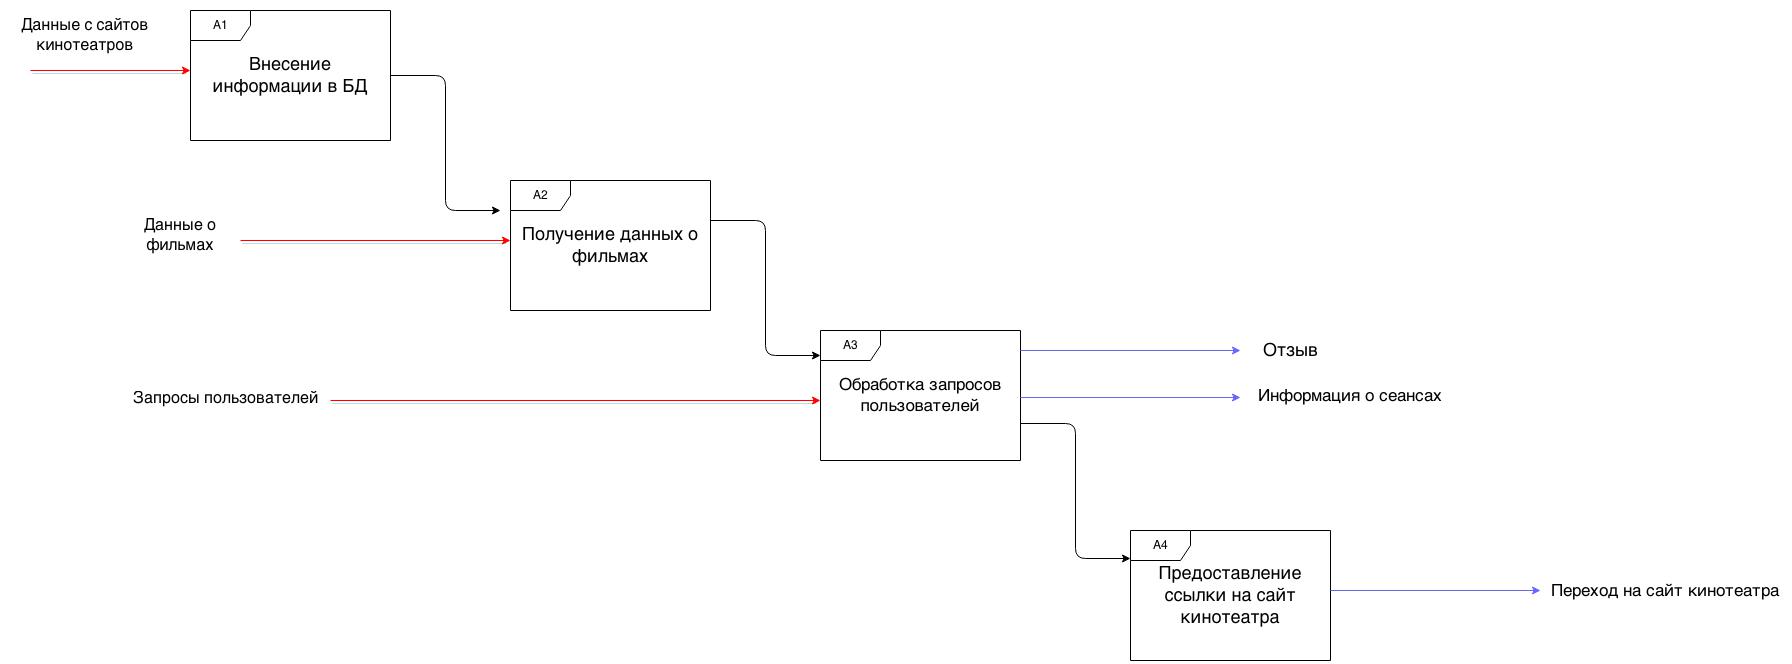 Данные с сайтов
кинотеатров
A1
Внесение
информации в БД
A2
Данные о
фильмах
Получение данных о
фильмах
A3
Отзыв
Запросы пользователей
Обработка запросов
пользователей
Информация о сеансах
A4
Предоставление
ссылки на сайт
кинотеатра
Переход на сайт кинотеатра